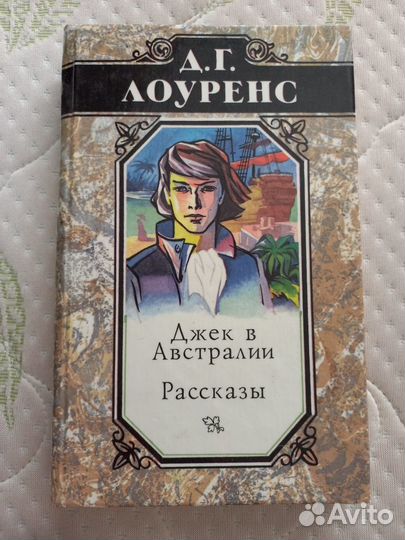 Д.Г.
ЛОУРЕНС
Джек в
Австралии
Рассказы
Avito